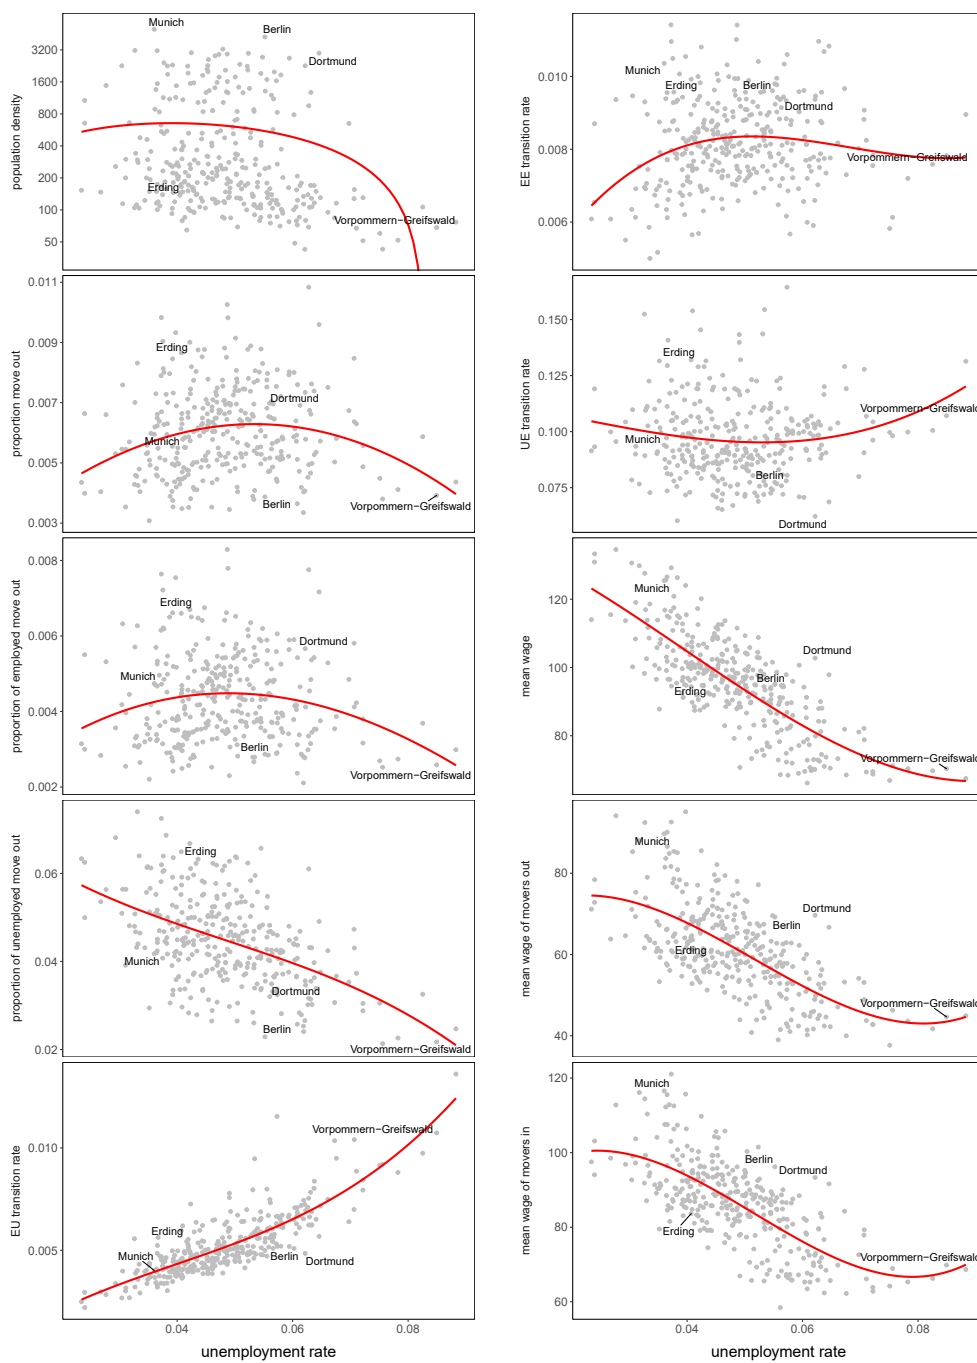 Munich
Berlin
Dortmund
Erding
Vorpommern−Greifswald
3200
1600
800
400
200
100
50
population density
Munich
Erding
Berlin
Dortmund
Vorpommern−Greifswald
0.010
0.008
0.006
EE transition rate
Erding
Dortmund
Munich
Berlin
Vorpommern−Greifswald
0.011
0.009
0.007
0.005
0.003
proportion move out
Erding
Munich
Vorpommern−Greifswald
Berlin
Dortmund
0.150
0.125
0.100
0.075
UE transition rate
Erding
Dortmund
Munich
Berlin
Vorpommern−Greifswald
0.008
0.006
0.004
0.002
proportion of employed move out
Munich
Dortmund
Berlin
Erding
Vorpommern−Greifswald
120
100
80
mean wage
Erding
Munich
Dortmund
Berlin
Vorpommern−Greifswald
0.06
0.04
0.02
proportion of unemployed move out
Munich
Dortmund
Berlin
Erding
Vorpommern−Greifswald
80
60
40
mean wage of movers out
Vorpommern−Greifswald
Erding
Munich
Berlin
Dortmund
0.010
0.005
EU transition rate
0.04
0.06
0.08
unemployment rate
Munich
Berlin
Dortmund
Erding
Vorpommern−Greifswald
120
100
80
60
mean wage of movers in
0.04
0.06
0.08
unemployment rate